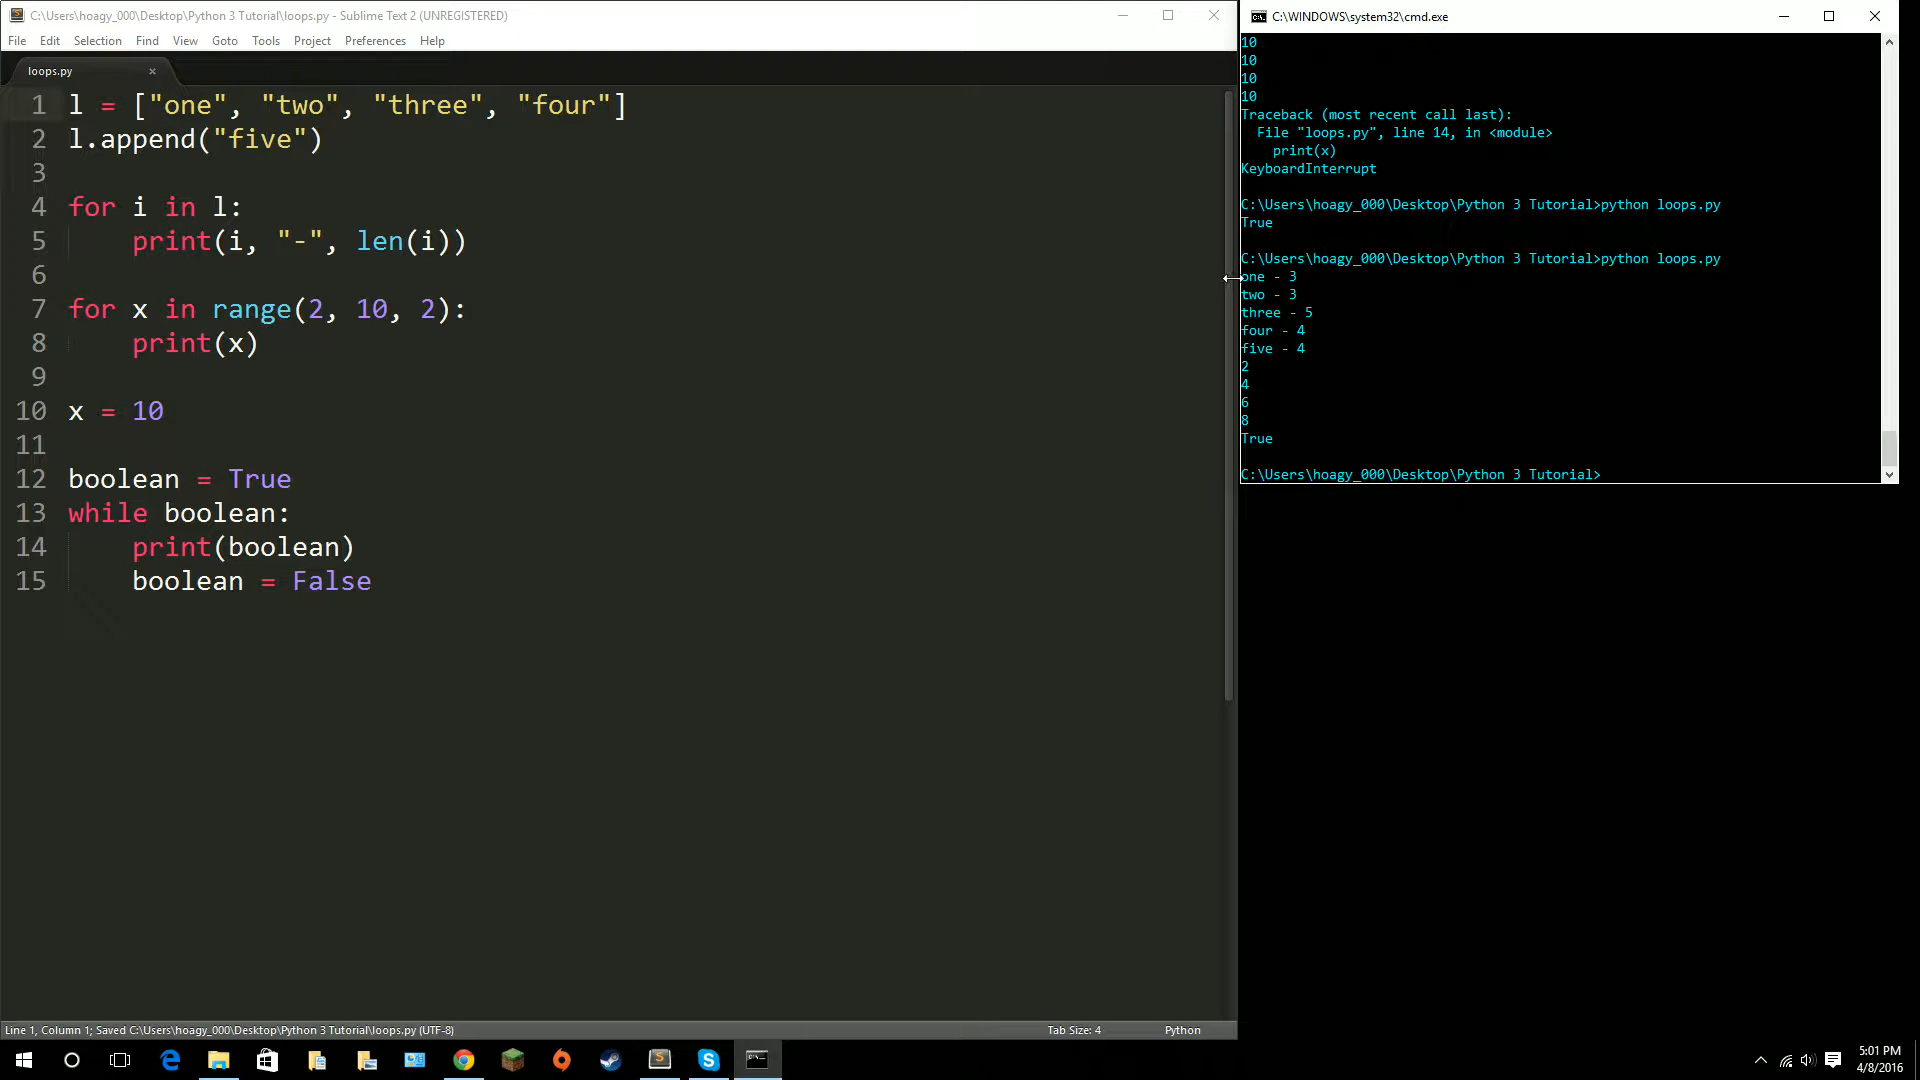 C:\Users\hoagy_000\Desktop\Python 3 Tutorial\loops.py - Sublime Text 2 (UNREGISTERED)
File Edit Selection Find View Goto Tools Project Preferences Help
loops.py
1 l = ["one", "two", "three", "four"]
2 l.append("five")
3
4 for i in l:
5     print(i, "-", len(i))
6
7 for x in range(2, 10, 2):
8     print(x)
9
10 x = 10
11
12 boolean = True
13 while boolean:
14     print(boolean)
15     boolean = False
Line 1, Column 1; Saved C:\Users\hoagy_000\Desktop\Python 3 Tutorial\loops.py (UTF-8)
Tab Size: 4
Python
C:\WINDOWS\system32\cmd.exe
10
10
10
10
Traceback (most recent call last):
  File "loops.py", line 14, in <module>
    print(x)
KeyboardInterrupt
C:\Users\hoagy_000\Desktop\Python 3 Tutorial>python loops.py
True
C:\Users\hoagy_000\Desktop\Python 3 Tutorial>python loops.py
one - 3
two - 3
three - 5
four - 4
five - 4
2
4
6
8
True
C:\Users\hoagy_000\Desktop\Python 3 Tutorial>
5:01 PM
4/8/2016